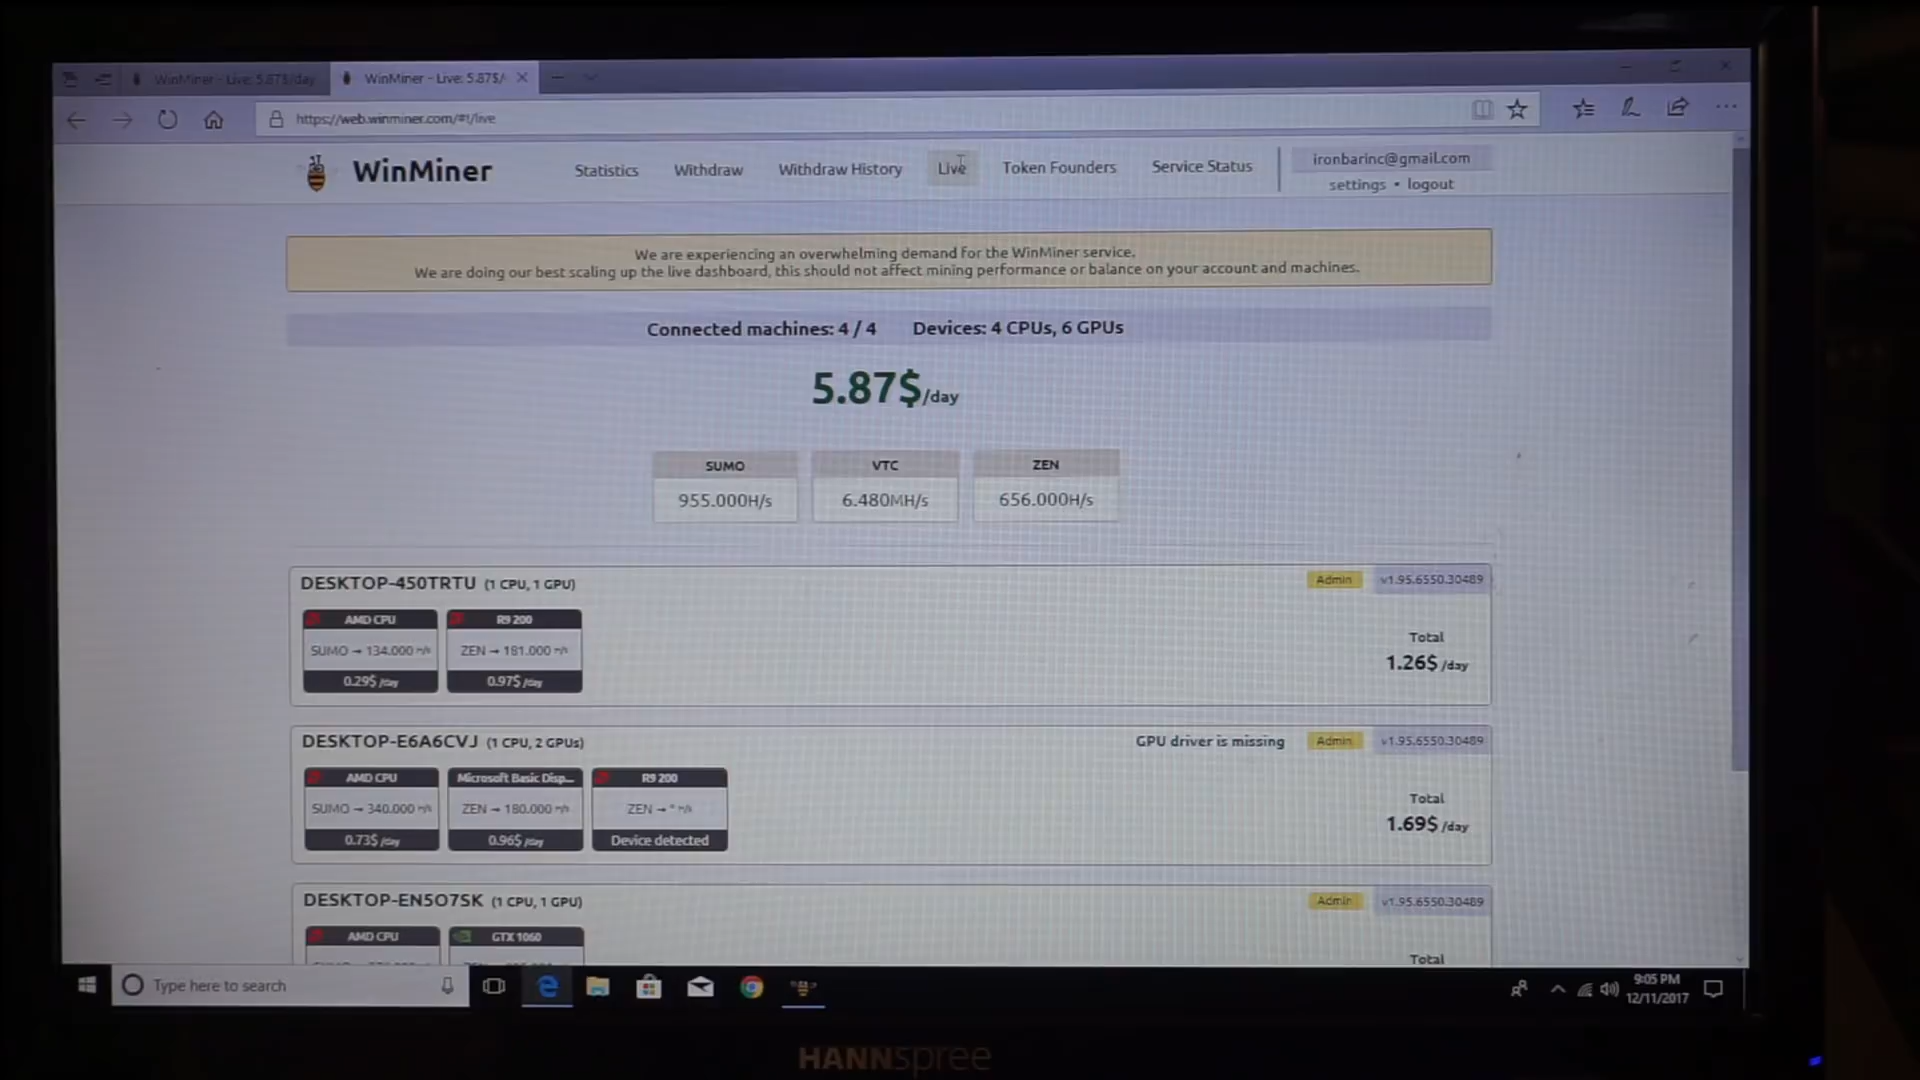 WinMiner - Live: 5.87$/day
WinMiner - Live: 5.87$/
https://web.winminer.com/#!/live
WinMiner
Statistics
Withdraw
Withdraw History
Live
Token Founders
Service Status
ironbarinc@gmail.com
settings • logout
We are experiencing an overwhelming demand for the WinMiner service.
We are doing our best scaling up the live dashboard, this should not affect mining performance or balance on your account and machines.
Connected machines: 4 / 4 Devices: 4 CPUs, 6 GPUs
5.87$/day
SUMO
955.000H/s
VTC
6.480MH/s
ZEN
656.000H/s
DESKTOP-450TRTU (1 CPU, 1 GPU)
Admin
v1.95.6550.30489
AMD CPU
SUMO → 134.000 H/s
0.29$ /day
R9 200
ZEN → 181.000 H/s
0.97$ /day
Total
1.26$ /day
DESKTOP-E6A6CVJ (1 CPU, 2 GPUs)
GPU driver is missing
Admin
v1.95.6550.30489
AMD CPU
SUMO → 340.000 H/s
0.73$ /day
Microsoft Basic Disp...
ZEN → 180.000 H/s
0.96$ /day
R9 200
ZEN → * H/s
Device detected
Total
1.69$ /day
DESKTOP-EN5O7SK (1 CPU, 1 GPU)
Admin
v1.95.6550.30489
AMD CPU
GTX 1060
Total
Type here to search
9:05 PM
12/11/2017
HANNspree